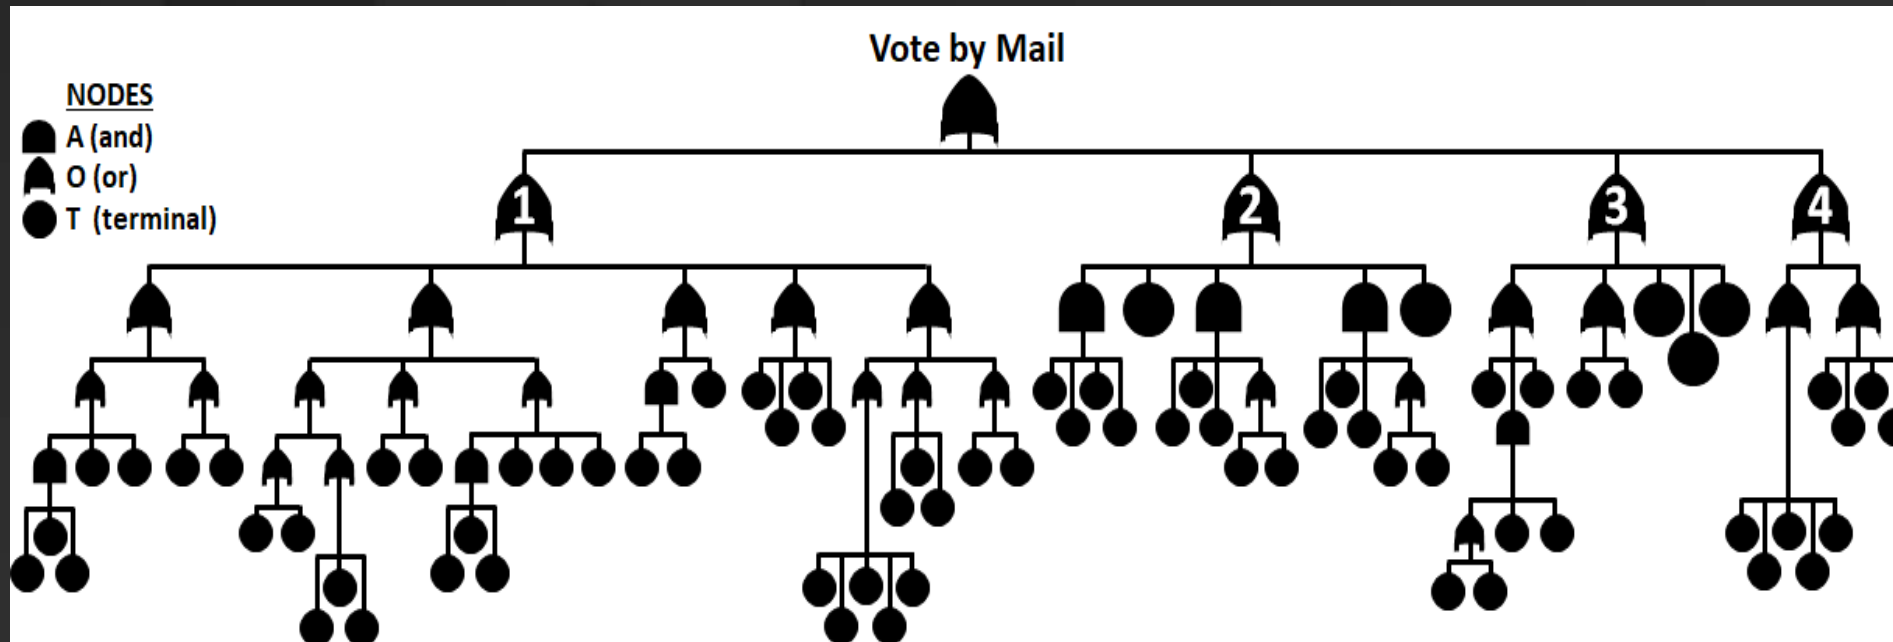 Vote by Mail
NODES
A (and)
O (or)
T (terminal)
1
2
3
4